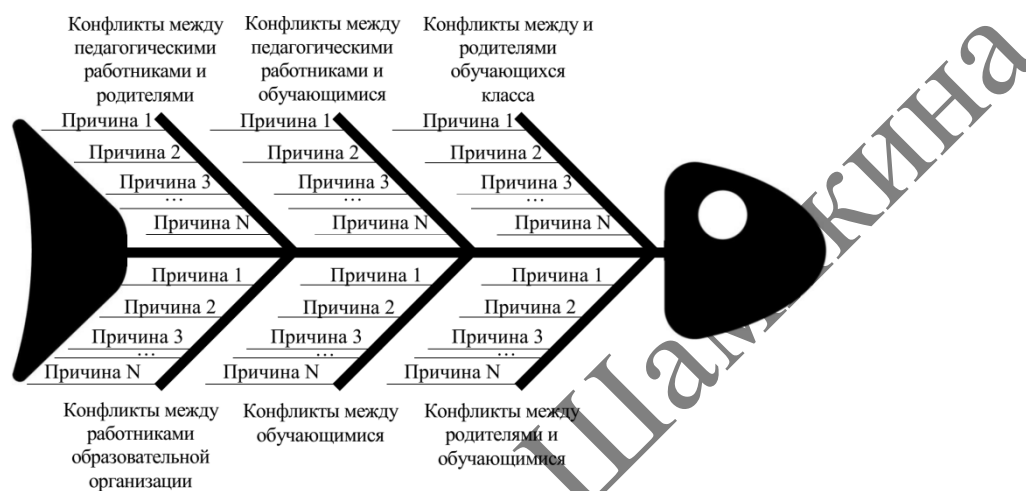 Конфликты между
педагогическими
работниками и
родителями
Конфликты между
педагогическими
работниками и
обучающимися
Конфликты между и
родителями
обучающихся
класса
Причина 1
Причина 2
Причина 3
...
Причина N
Причина 1
Причина 2
Причина 3
...
Причина N
Причина 1
Причина 2
Причина 3
...
Причина N
Причина 1
Причина 2
Причина 3
...
Причина N
Причина 1
Причина 2
Причина 3
...
Причина N
Причина 1
Причина 2
Причина 3
...
Причина N
Конфликты между
работниками
образовательной
организации
Конфликты между
обучающимися
Конфликты между
родителями и
обучающимися
Шамкина